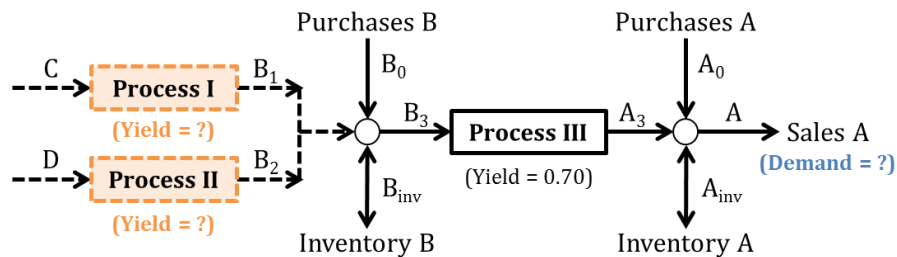 Purchases B
Purchases A
C
Process I
B₁
B₀
A₀
(Yield = ?)
B₃
Process III
A₃
A
Sales A
D
Process II
B₂
(Yield = 0.70)
(Demand = ?)
(Yield = ?)
Bᵢₙᵥ
Aᵢₙᵥ
Inventory B
Inventory A